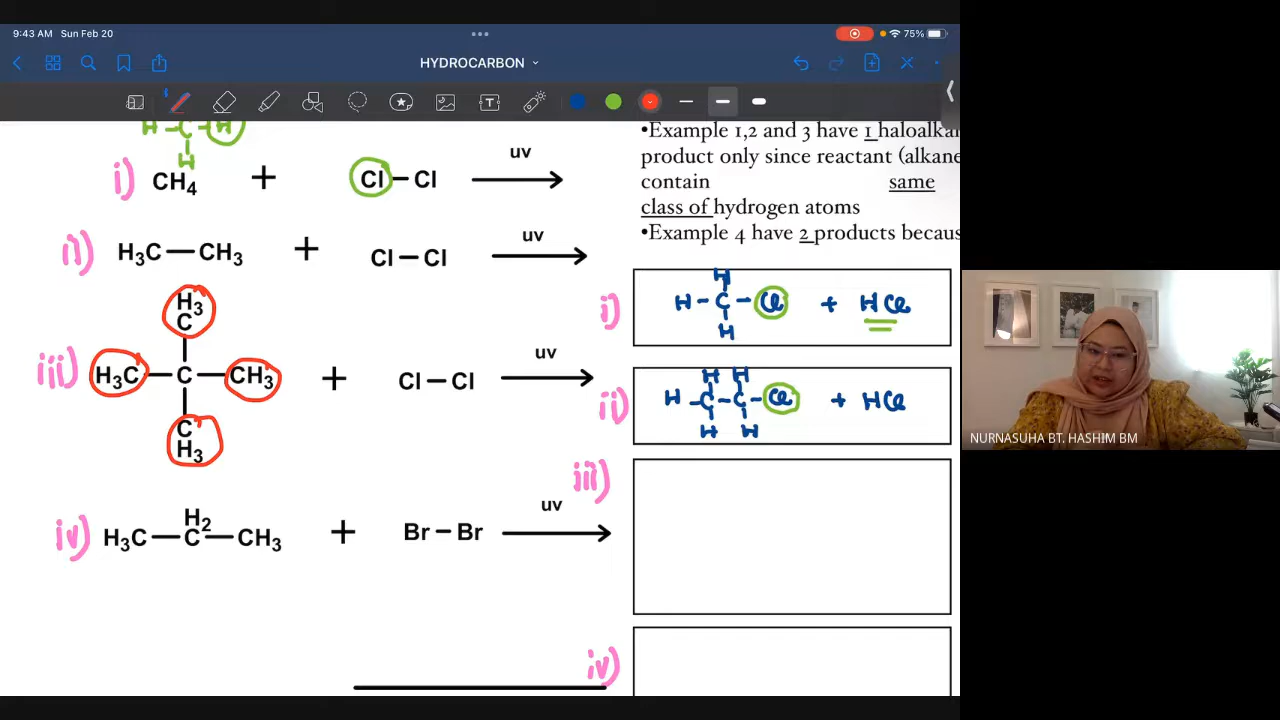 9:43 AM Sun Feb 20
75%
HYDROCARBON
H-C-H
H
i) CH4 + Cl-Cl uv
ii) H3C-CH3 + Cl-Cl uv
H3
C
iii) H3C-C-CH3 + Cl-Cl uv
C
H3
H2
iv) H3C-C-CH3 + Br-Br uv
•Example 1,2 and 3 have 1 haloalkan
product only since reactant (alkane
contain same
class of hydrogen atoms
•Example 4 have 2 products becaus
H
i) H-C-Cl + HCl
H
H H
ii) H-C-C-Cl + HCl
H H
iii)
iv)
NURNASUHA BT. HASHIM BM